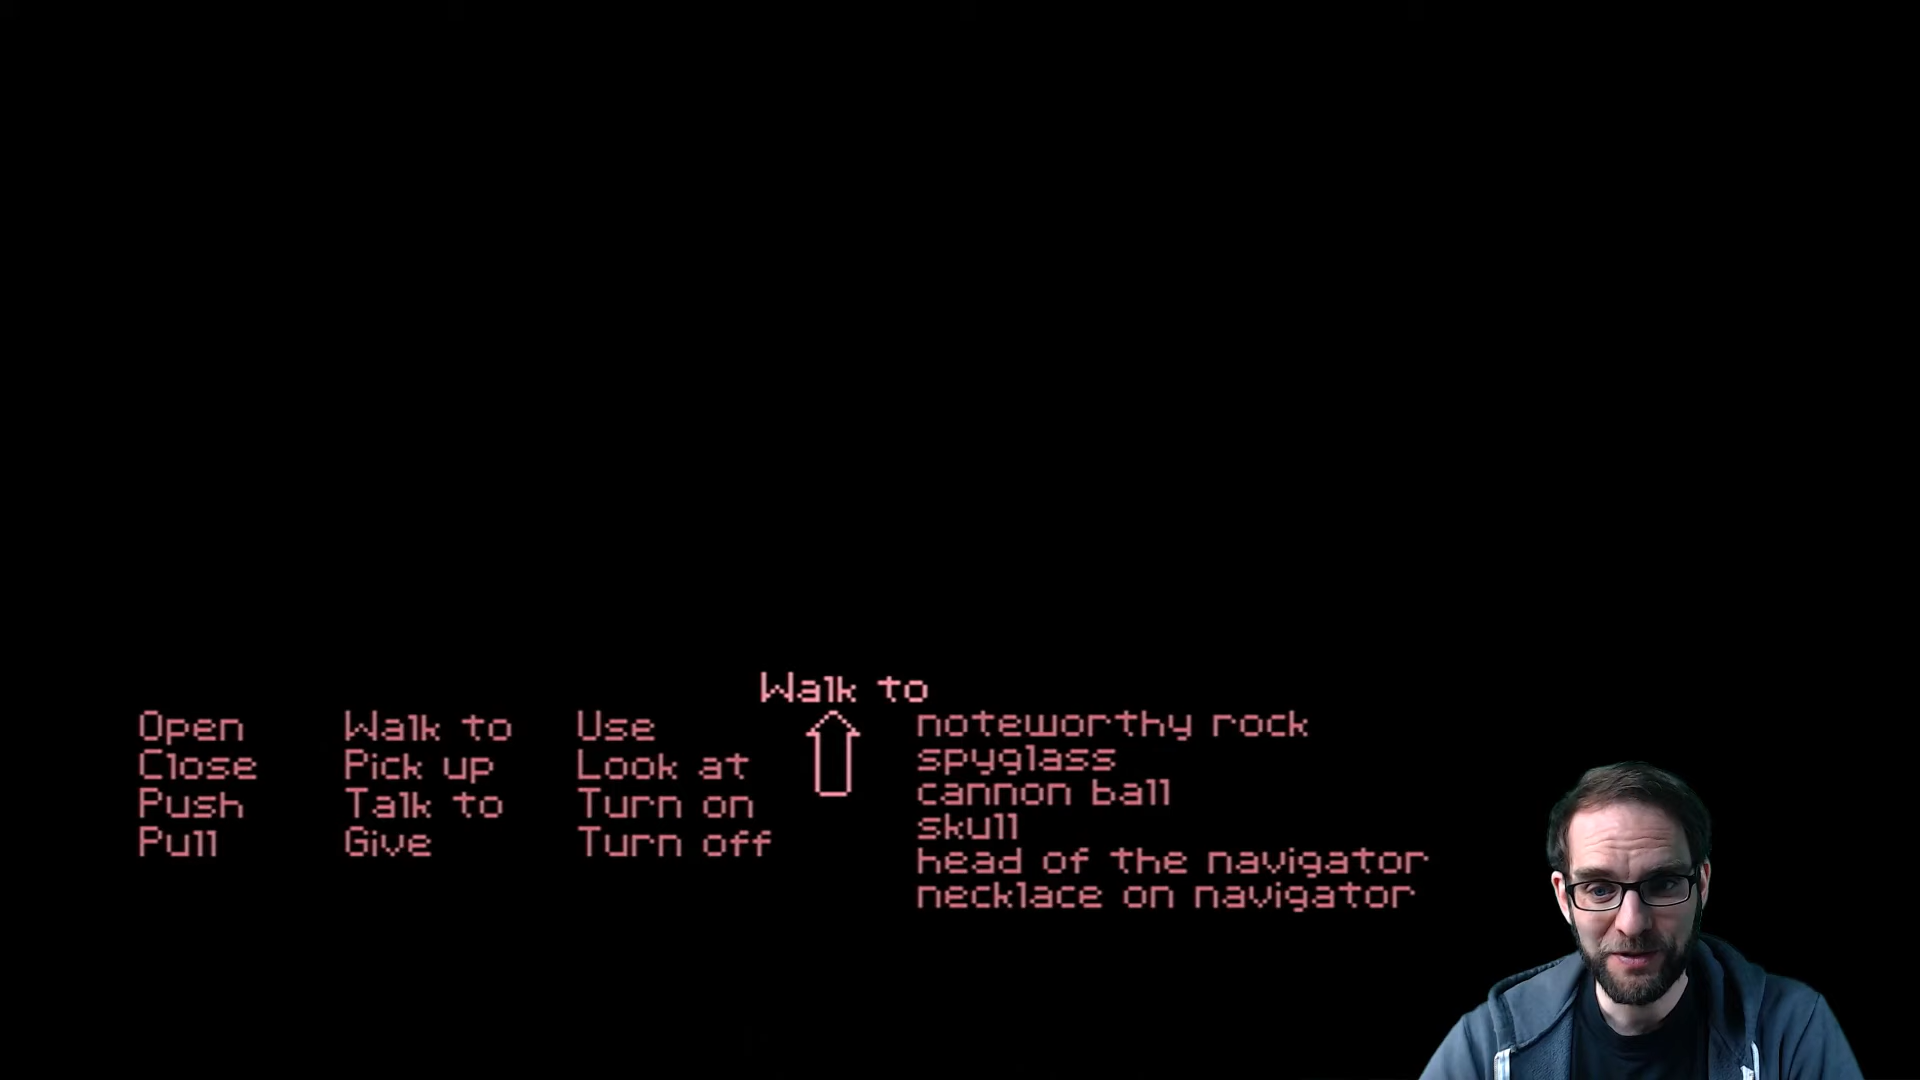 Walk to
Open Walk to Use
Close Pick up Look at
Push Talk to Turn on
Pull Give Turn off
noteworthy rock
spyglass
cannon ball
skull
head of the navigator
necklace on navigator